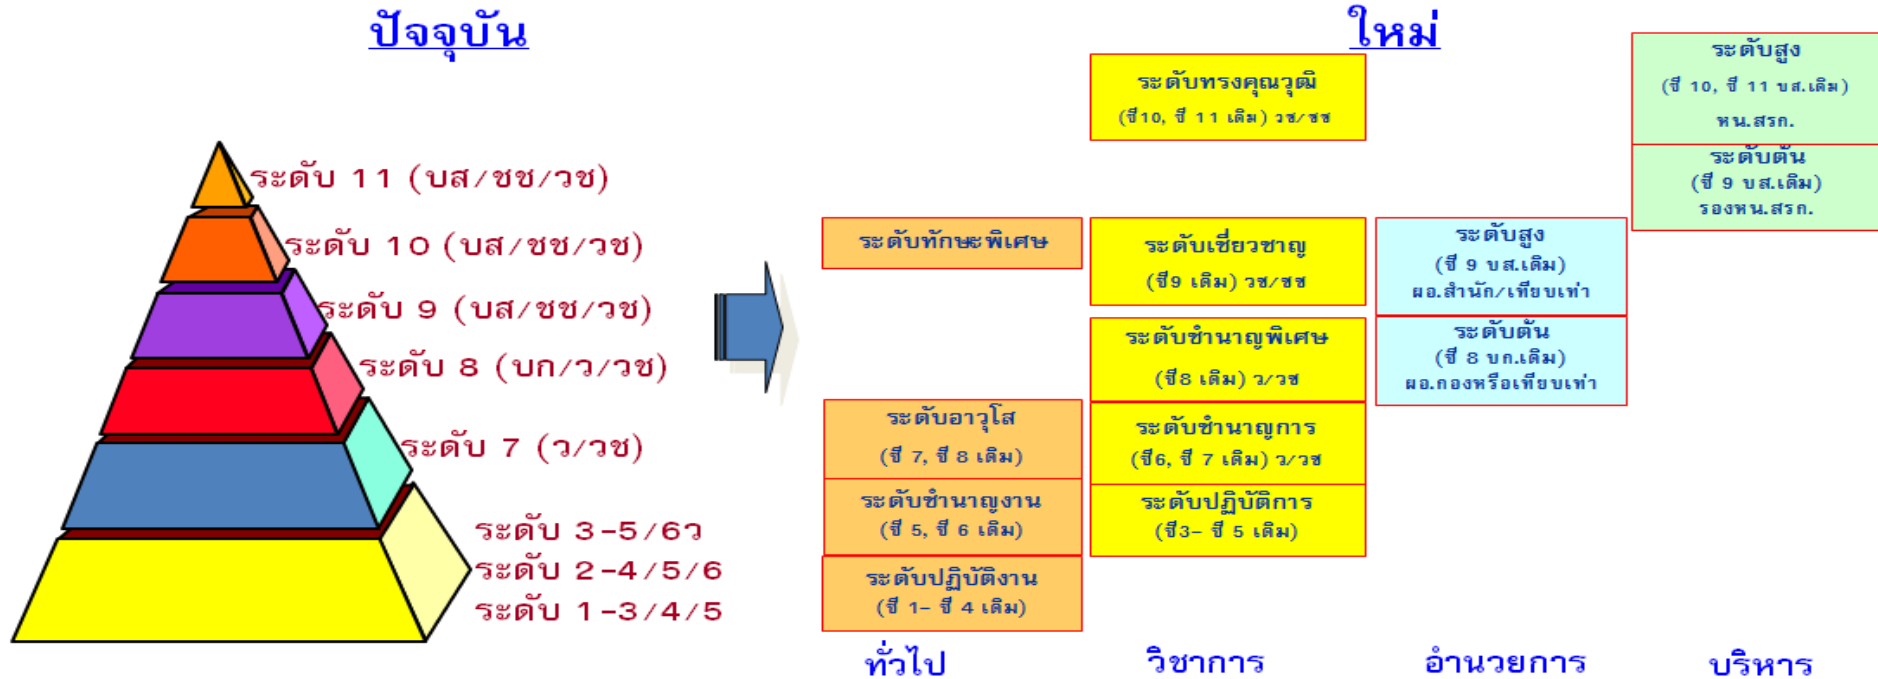 ปัจจุบัน
ระดับ 11 (บส/ชช/วช)
ระดับ 10 (บส/ชช/วช)
ระดับ 9 (บส/ชช/วช)
ระดับ 8 (บก/ว/วช)
ระดับ 7 (ว/วช)
ระดับ 3-5/6ว
ระดับ 2-4/5/6
ระดับ 1-3/4/5
ใหม่
ระดับทักษะพิเศษ
ระดับอาวุโส
(ซี 7, ซี 8 เดิม)
ระดับชำนาญงาน
(ซี 5, ซี 6 เดิม)
ระดับปฏิบัติงาน
(ซี 1– ซี 4 เดิม)
ทั่วไป
ระดับทรงคุณวุฒิ
(ซี10, ซี 11 เดิม) วช/ชช
ระดับเชี่ยวชาญ
(ซี9 เดิม) วช/ชช
ระดับชำนาญพิเศษ
(ซี8 เดิม) ว/วช
ระดับชำนาญการ
(ซี6, ซี 7 เดิม) ว/วช
ระดับปฏิบัติการ
(ซี3– ซี 5 เดิม)
วิชาการ
ระดับสูง
(ซี 9 บส.เดิม)
ผอ.สำนัก/เทียบเท่า
ระดับต้น
(ซี 8 บก.เดิม)
ผอ.กองหรือเทียบเท่า
อำนวยการ
ระดับสูง
(ซี 10, ซี 11 บส.เดิม)
หน.สรก.
ระดับต้น
(ซี 9 บส.เดิม)
รองหน.สรก.
บริหาร